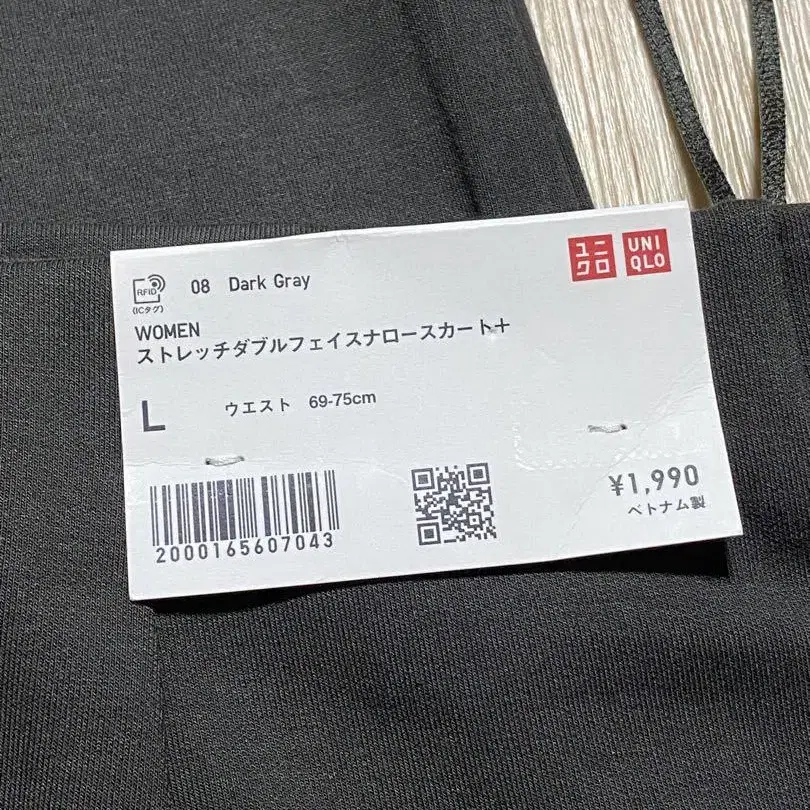 ユニ
クロ
UNI
QLO
RFID
(ICタグ)
08 Dark Gray
WOMEN
ストレッチダブルフェイスナロースカート+
L ウエスト 69-75cm
2000165607043
¥1,990
ベトナム製